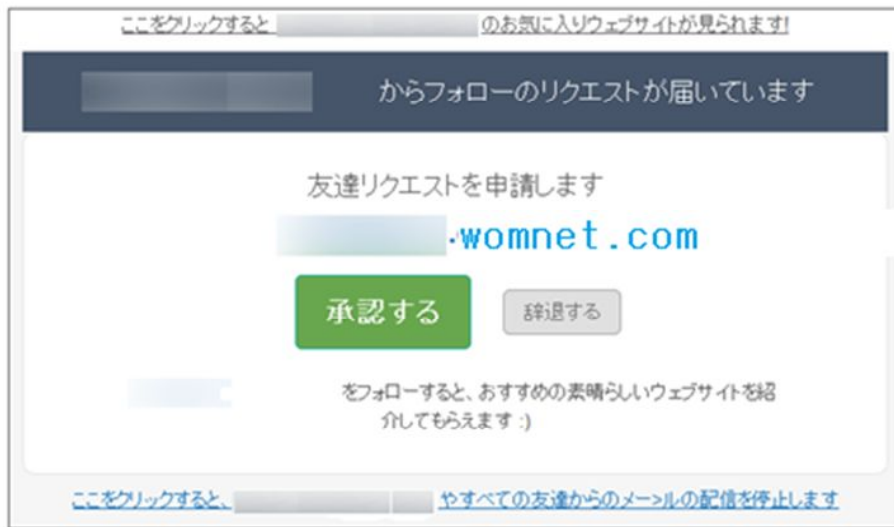 ここをクリックすると のお気に入りウェブサイトが見られます!
からフォローのリクエストが届いています
友達リクエストを申請します
.womnet.com
承認する 辞退する
をフォローすると、おすすめの素晴らしいウェブサイトを紹
介してもらえます :)
ここをクリックすると、 やすべての友達からのメー>ルの配信を停止します